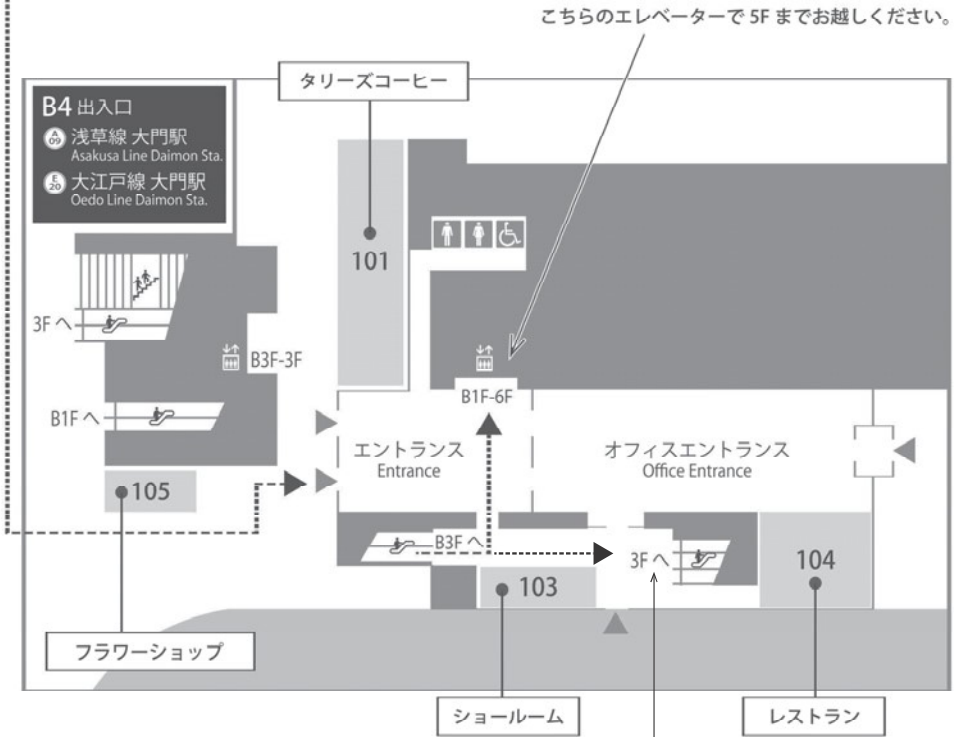 こちらのエレベーターで 5F までお越しください。
タリーズコーヒー
B4 出入口
A 09 浅草線 大門駅
Asakusa Line Daimon Sta.
E 20 大江戸線 大門駅
Oedo Line Daimon Sta.
101
3F へ
B3F-3F
B1F へ
B1F-6F
エントランス
Entrance
オフィスエントランス
Office Entrance
105
B3F へ
3F へ
104
103
フラワーショップ
ショールーム
レストラン